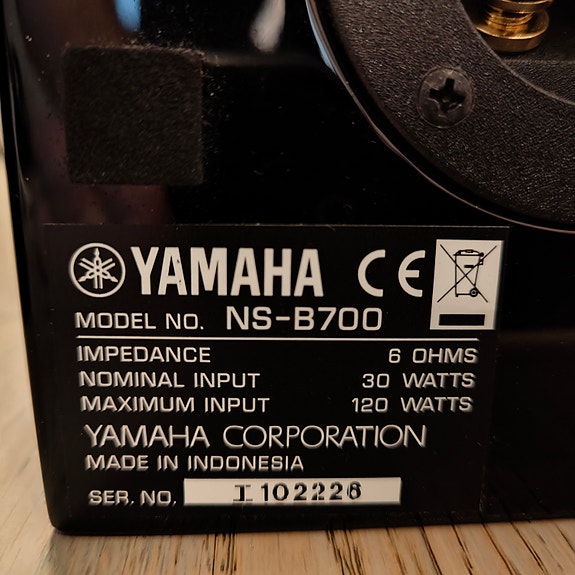 YAMAHA CE
MODEL NO. NS-B700
IMPEDANCE 6 OHMS
NOMINAL INPUT 30 WATTS
MAXIMUM INPUT 120 WATTS
YAMAHA CORPORATION
MADE IN INDONESIA
SER. NO. I 102226